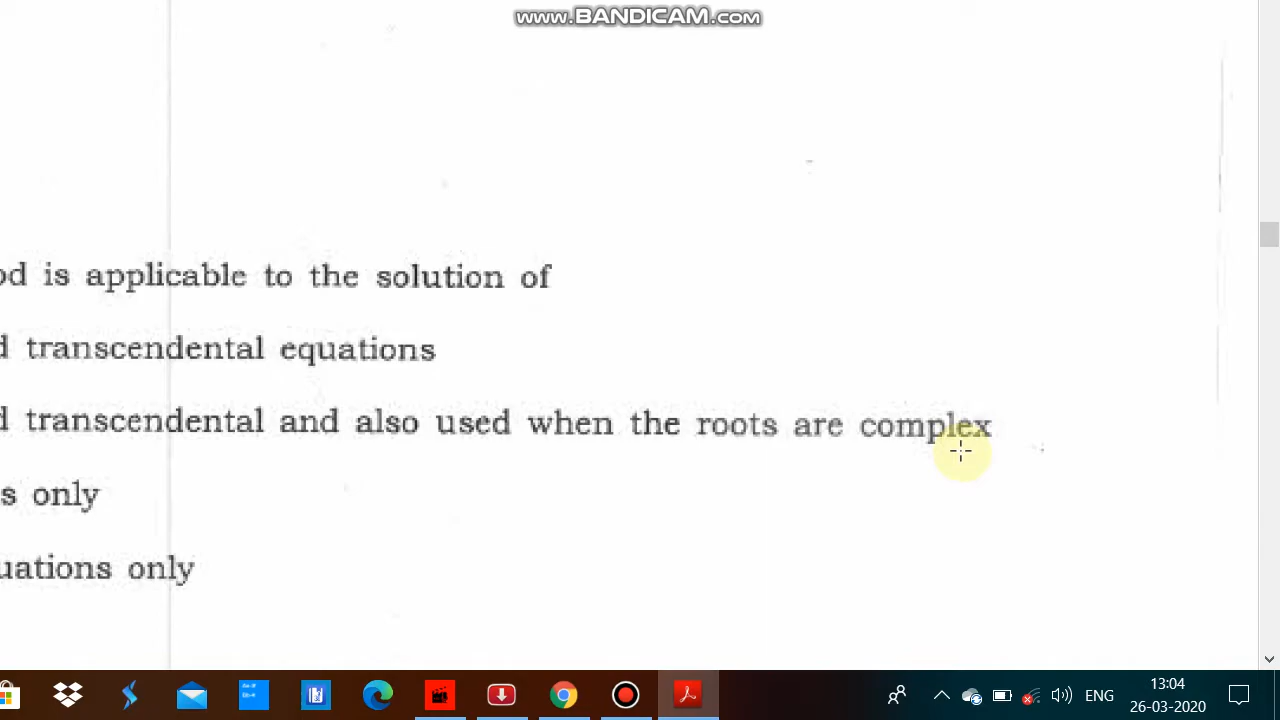 www.BANDICAM.com
od is applicable to the solution of
d transcendental equations
d transcendental and also used when the roots are complex
s only
uations only
ENG
13:04
26-03-2020